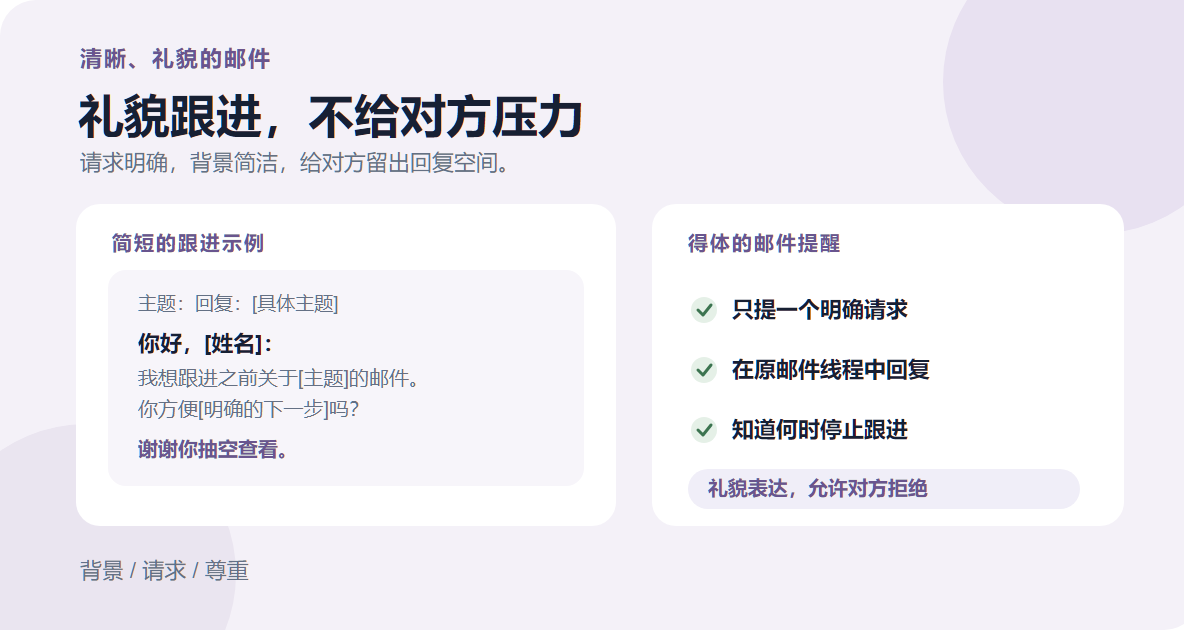 清晰、礼貌的邮件
礼貌跟进，不给对方压力
请求明确，背景简洁，给对方留出回复空间。
简短的跟进示例
主题：回复：[具体主题]
你好，[姓名]：
我想跟进之前关于[主题]的邮件。
你方便[明确的下一步]吗？
谢谢你抽空查看。
得体的邮件提醒
只提一个明确请求
在原邮件线程中回复
知道何时停止跟进
礼貌表达，允许对方拒绝
背景 / 请求 / 尊重